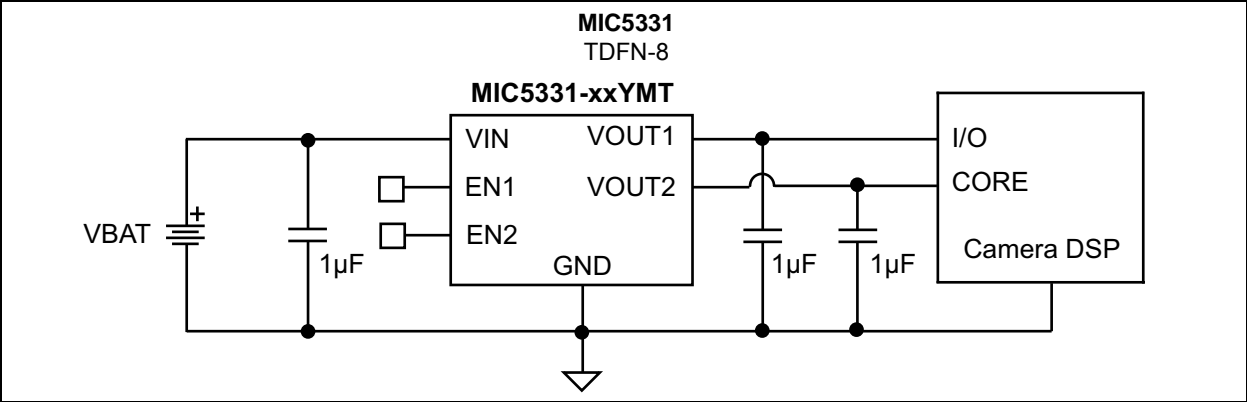 MIC5331
TDFN-8
MIC5331-xxYMT
VIN
VOUT1
I/O
EN1
VOUT2
CORE
VBAT
+
EN2
1µF
GND
1µF
1µF
Camera DSP